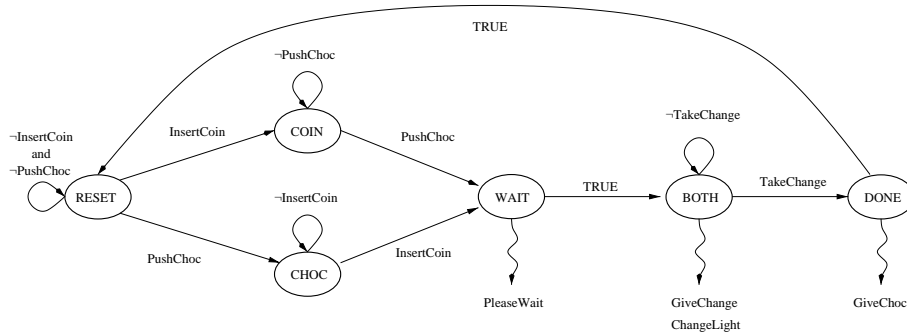 TRUE
¬PushChoc
InsertCoin
COIN
PushChoc
¬TakeChange
¬InsertCoin
and
¬PushChoc
RESET
¬InsertCoin
WAIT
TRUE
BOTH
TakeChange
DONE
PushChoc
CHOC
InsertCoin
PleaseWait
GiveChange
ChangeLight
GiveChoc